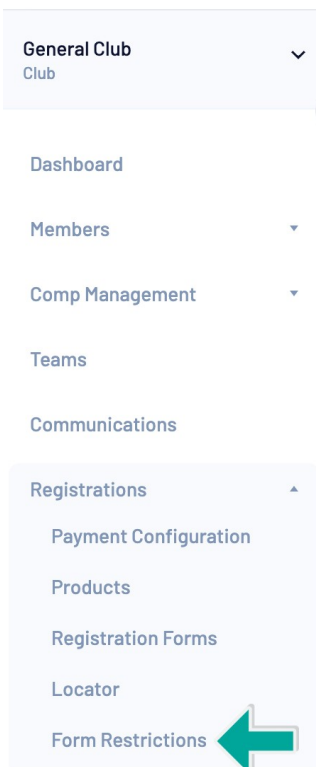 General Club
Club
Dashboard
Members
Comp Management
Teams
Communications
Registrations
Payment Configuration
Products
Registration Forms
Locator
Form Restrictions